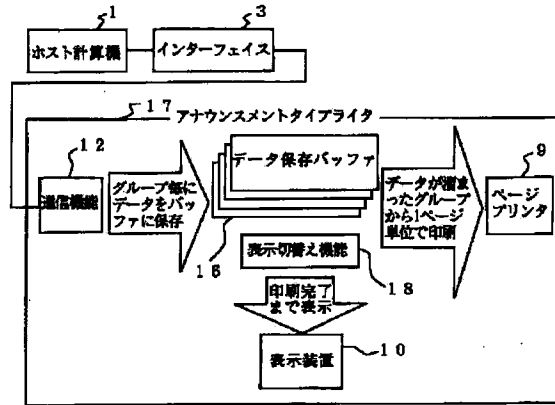 1
3
ホスト計算機
インターフェイス
17
アナウンスメントタイプライタ
12
通信機能
グループ毎に
データをバッ
ファに保存
データ保存バッファ
16
データが溜ま
ったグループ
から1ページ
単位で印刷
9
ページ
プリンタ
表示切替え機能
18
印刷完了
まで表示
表示装置
10